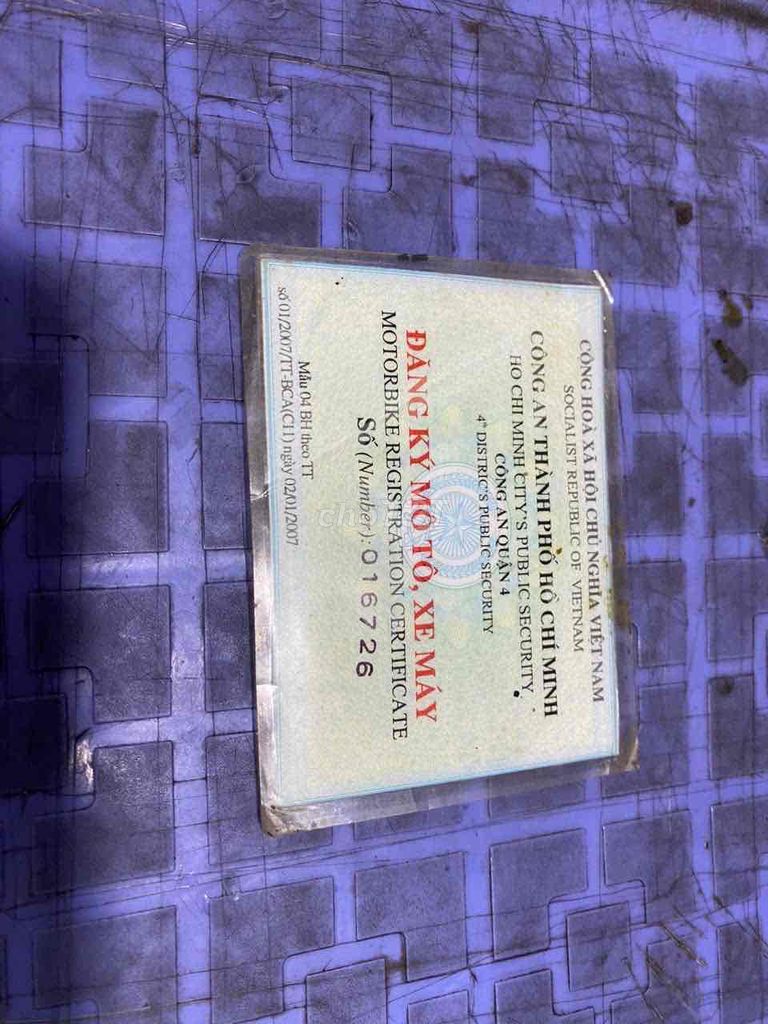 CỘNG HOÀ XÃ HỘI CHỦ NGHĨA VIỆT NAM
SOCIALIST REPUBLIC OF VIETNAM
CÔNG AN THÀNH PHỐ HỒ CHÍ MINH
HO CHI MINH CITY'S PUBLIC SECURITY
CÔNG AN QUẬN 4
4th DISTRIC'S PUBLIC SECURITY
ĐĂNG KÝ MÔ TÔ, XE MÁY
MOTORBIKE REGISTRATION CERTIFICATE
Số (Number): 016726
Mẫu 04 BH theo TT
số 01/2007/TT-BCA(C11) ngày 02/01/2007